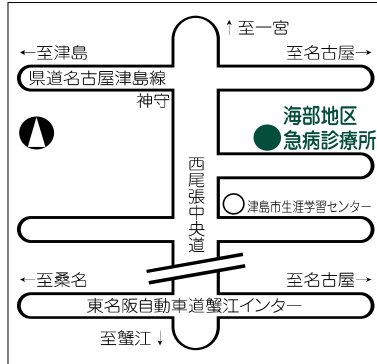 ↑至一宮
←至津島
至名古屋→
県道名古屋津島線
神守
海部地区
急病診療所
西尾張中央道
津島市生涯学習センター
←至桑名
至名古屋→
東名阪自動車道蟹江インター
至蟹江↓